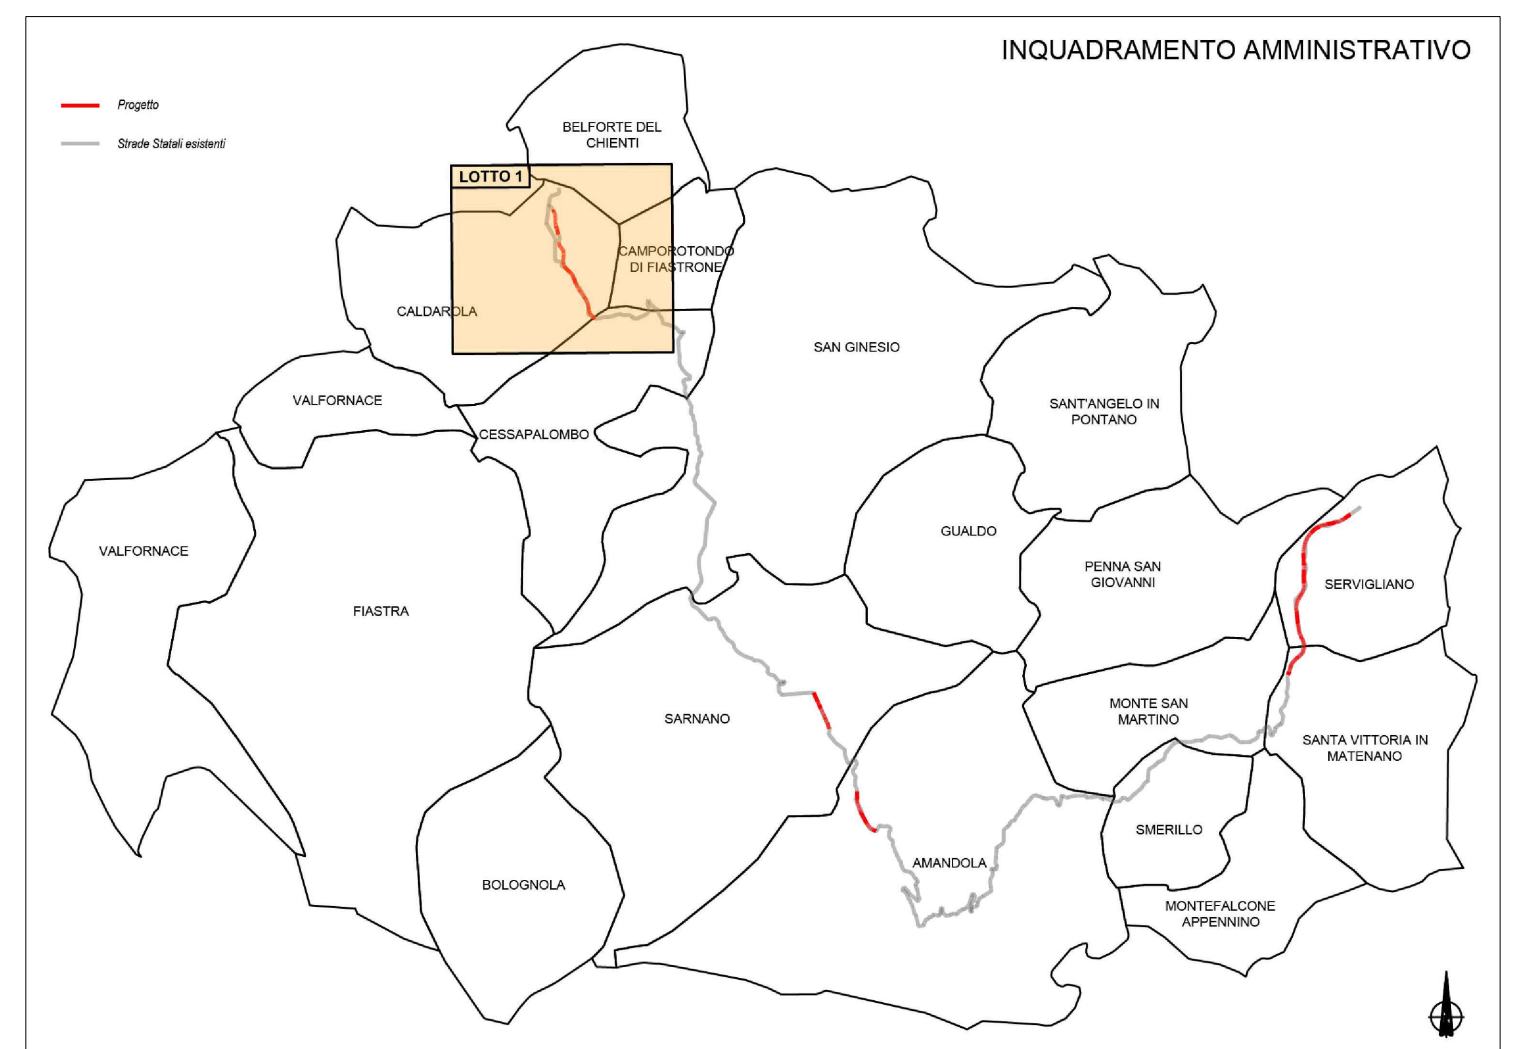 INQUADRAMENTO AMMINISTRATIVO
Progetto
Strade Statali esistenti
BELFORTE DEL
CHIENTI
LOTTO 1
CAMPOROTONDO
DI FIASTRONE
CALDAROLA
SAN GINESIO
VALFORNACE
SANT'ANGELO IN
PONTANO
CESSAPALOMBO
GUALDO
VALFORNACE
PENNA SAN
GIOVANNI
SERVIGLIANO
FIASTRA
SARNANO
MONTE SAN
MARTINO
SANTA VITTORIA IN
MATENANO
SMERILLO
AMANDOLA
BOLOGNOLA
MONTEFALCONE
APPENNINO